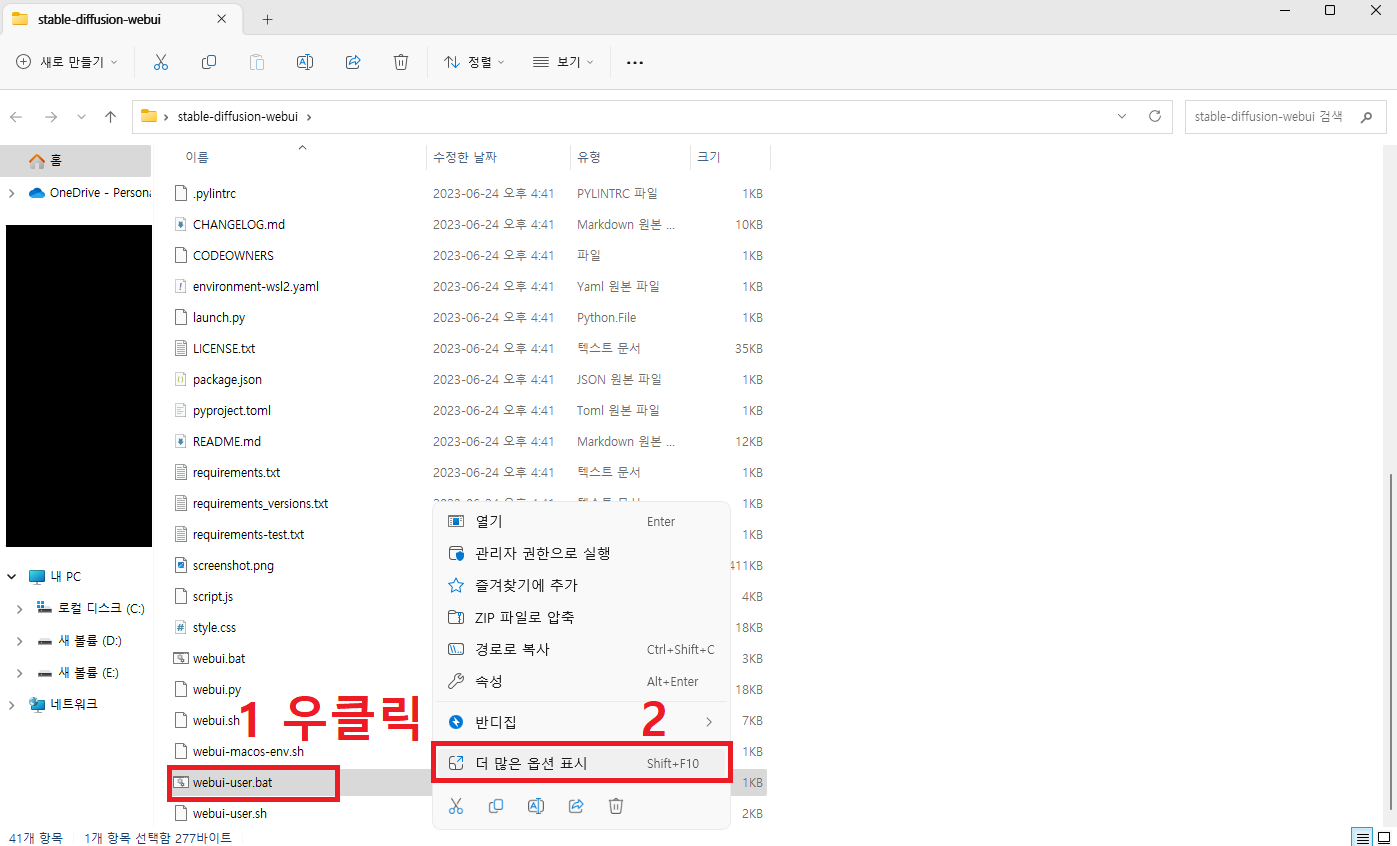 stable-diffusion-webui
새로 만들기
정렬
보기
stable-diffusion-webui
stable-diffusion-webui 검색
홈
OneDrive - Persona
내 PC
로컬 디스크 (C:)
새 볼륨 (D:)
새 볼륨 (E:)
네트워크
이름 수정한 날짜 유형 크기
.pylintrc 2023-06-24 오후 4:41 PYLINTRC 파일 1KB
CHANGELOG.md 2023-06-24 오후 4:41 Markdown 원본 ... 10KB
CODEOWNERS 2023-06-24 오후 4:41 파일 1KB
environment-wsl2.yaml 2023-06-24 오후 4:41 Yaml 원본 파일 1KB
launch.py 2023-06-24 오후 4:41 Python.File 1KB
LICENSE.txt 2023-06-24 오후 4:41 텍스트 문서 35KB
package.json 2023-06-24 오후 4:41 JSON 원본 파일 1KB
pyproject.toml 2023-06-24 오후 4:41 Toml 원본 파일 1KB
README.md 2023-06-24 오후 4:41 Markdown 원본 ... 12KB
requirements.txt 2023-06-24 오후 4:41 텍스트 문서 1KB
requirements_versions.txt 2023-06-24 오후 4:41 텍스트 문서 1KB
requirements-test.txt 1KB
screenshot.png 411KB
script.js 4KB
style.css 18KB
webui.bat 3KB
webui.py 18KB
webui.sh 7KB
webui-macos-env.sh 1KB
webui-user.bat 1KB
webui-user.sh 2KB
1 우클릭
열기 Enter
관리자 권한으로 실행
즐겨찾기에 추가
ZIP 파일로 압축
경로로 복사 Ctrl+Shift+C
속성 Alt+Enter
반디집
2
더 많은 옵션 표시 Shift+F10
41개 항목
1개 항목 선택함 277바이트